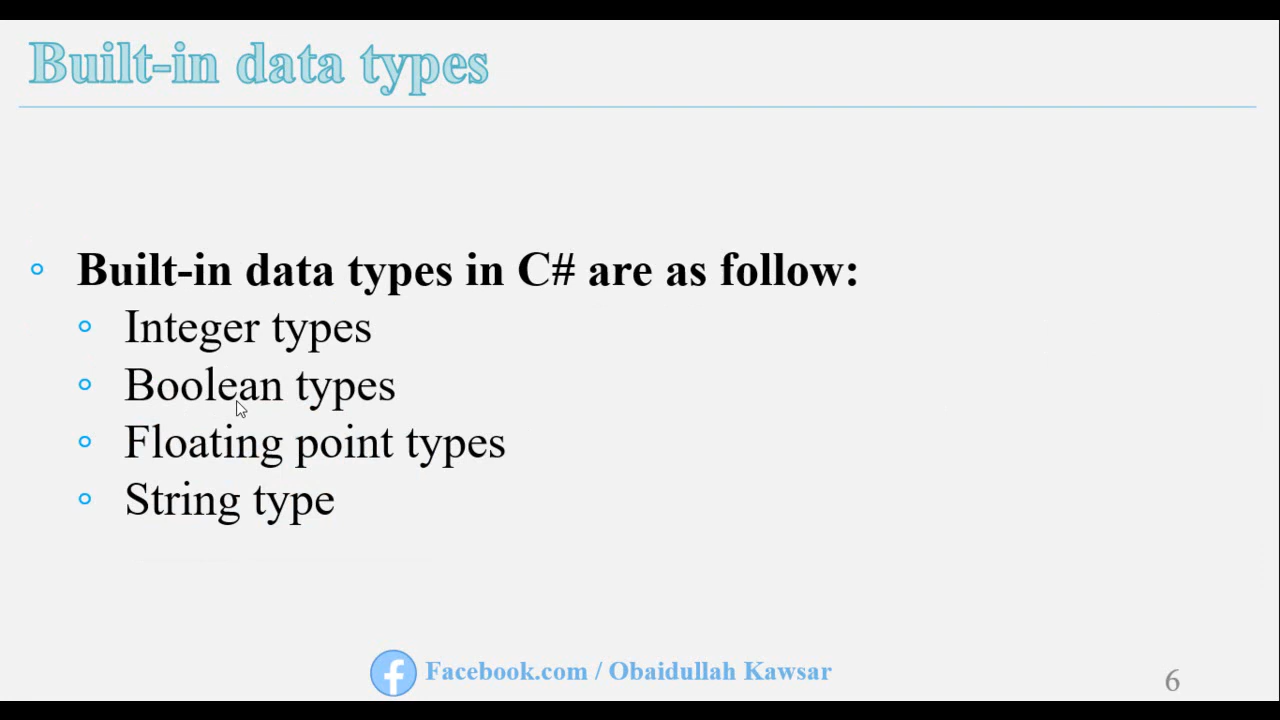 Built-in data types
Built-in data types in C# are as follow:
Integer types
Boolean types
Floating point types
String type
Facebook.com / Obaidullah Kawsar
6